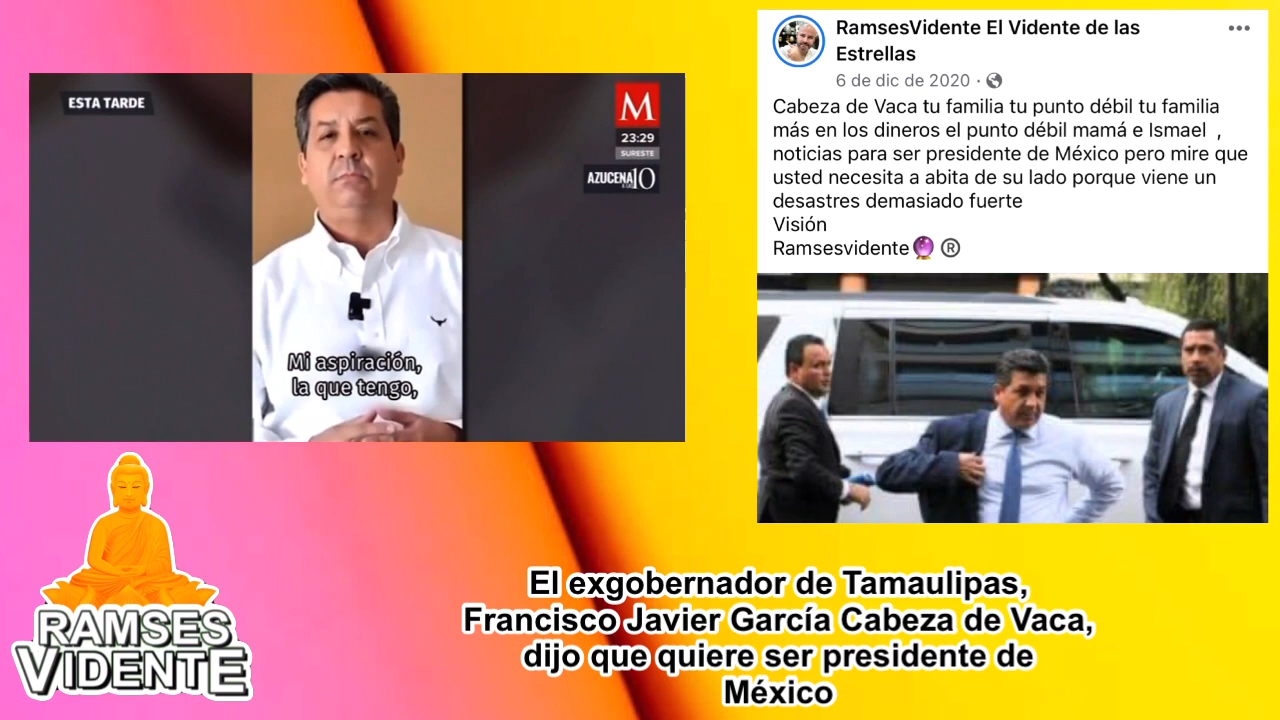 ESTA TARDE
M
23:29
SURESTE
AZUCENA A LAS 10
Mi aspiración,
la que tengo,
RamsesVidente El Vidente de las
Estrellas
6 de dic de 2020
Cabeza de Vaca tu familia tu punto débil tu familia
más en los dineros el punto débil mamá e Ismael ,
noticias para ser presidente de México pero mire que
usted necesita a abita de su lado porque viene un
desastres demasiado fuerte
Visión
Ramsesvidente🔮®
RAMSES
VIDENTE
El exgobernador de Tamaulipas,
Francisco Javier García Cabeza de Vaca,
dijo que quiere ser presidente de
México